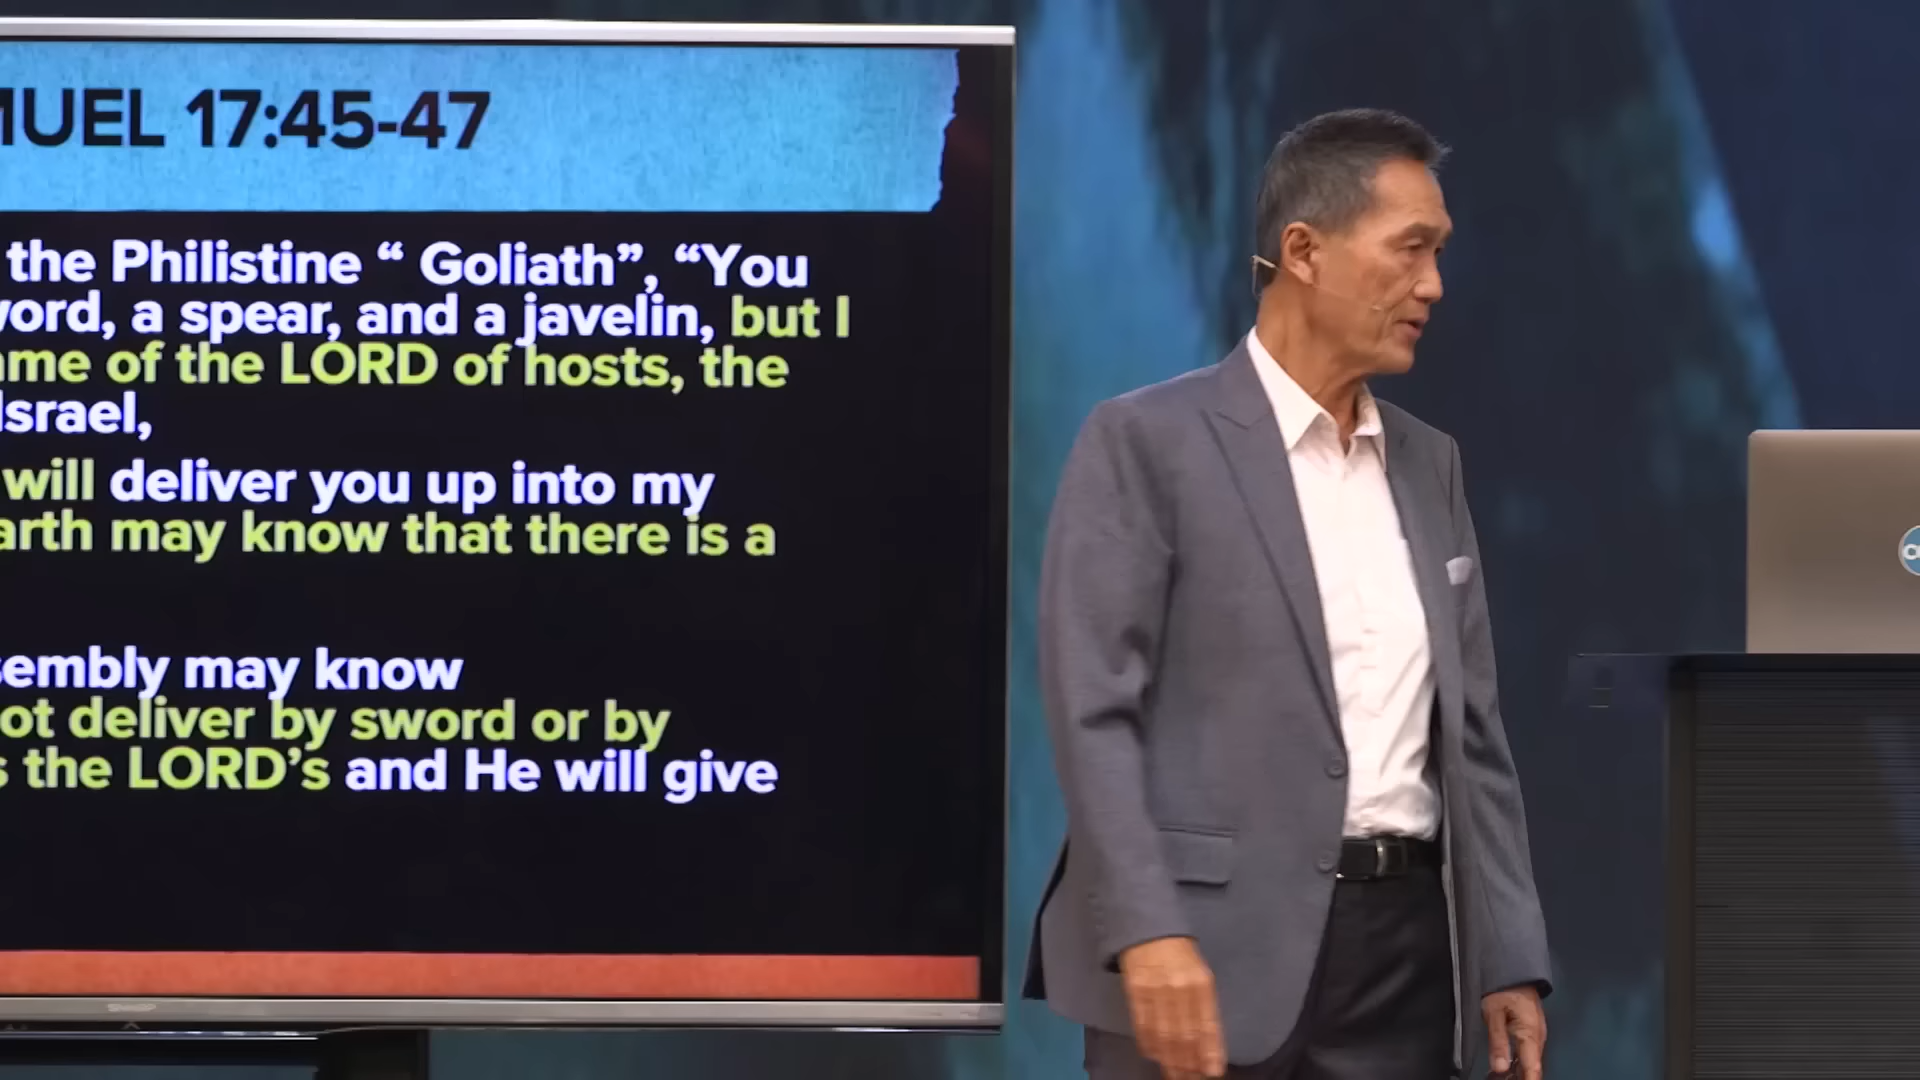 MUEL 17:45-47
the Philistine “ Goliath”, “You
word, a spear, and a javelin, but I
ame of the LORD of hosts, the
Israel,
will deliver you up into my
arth may know that there is a
sembly may know
ot deliver by sword or by
s the LORD’s and He will give
SHARP